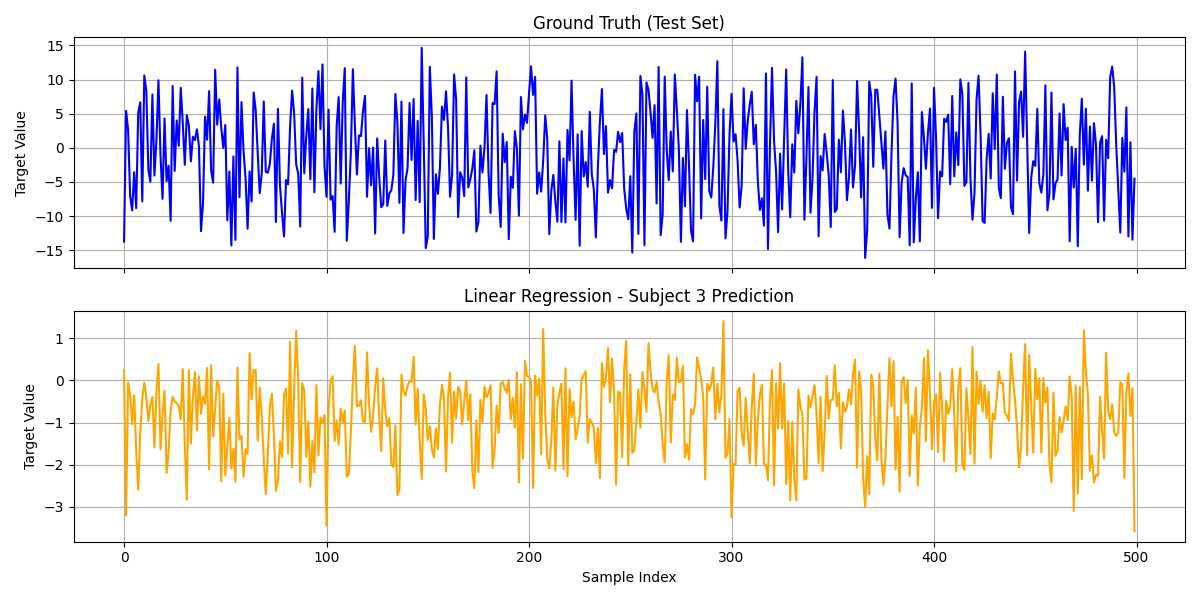 Ground Truth (Test Set)
15
10
5
0
−5
−10
−15
Target Value
Linear Regression - Subject 3 Prediction
1
0
−1
−2
−3
Target Value
0 100 200 300 400 500
Sample Index